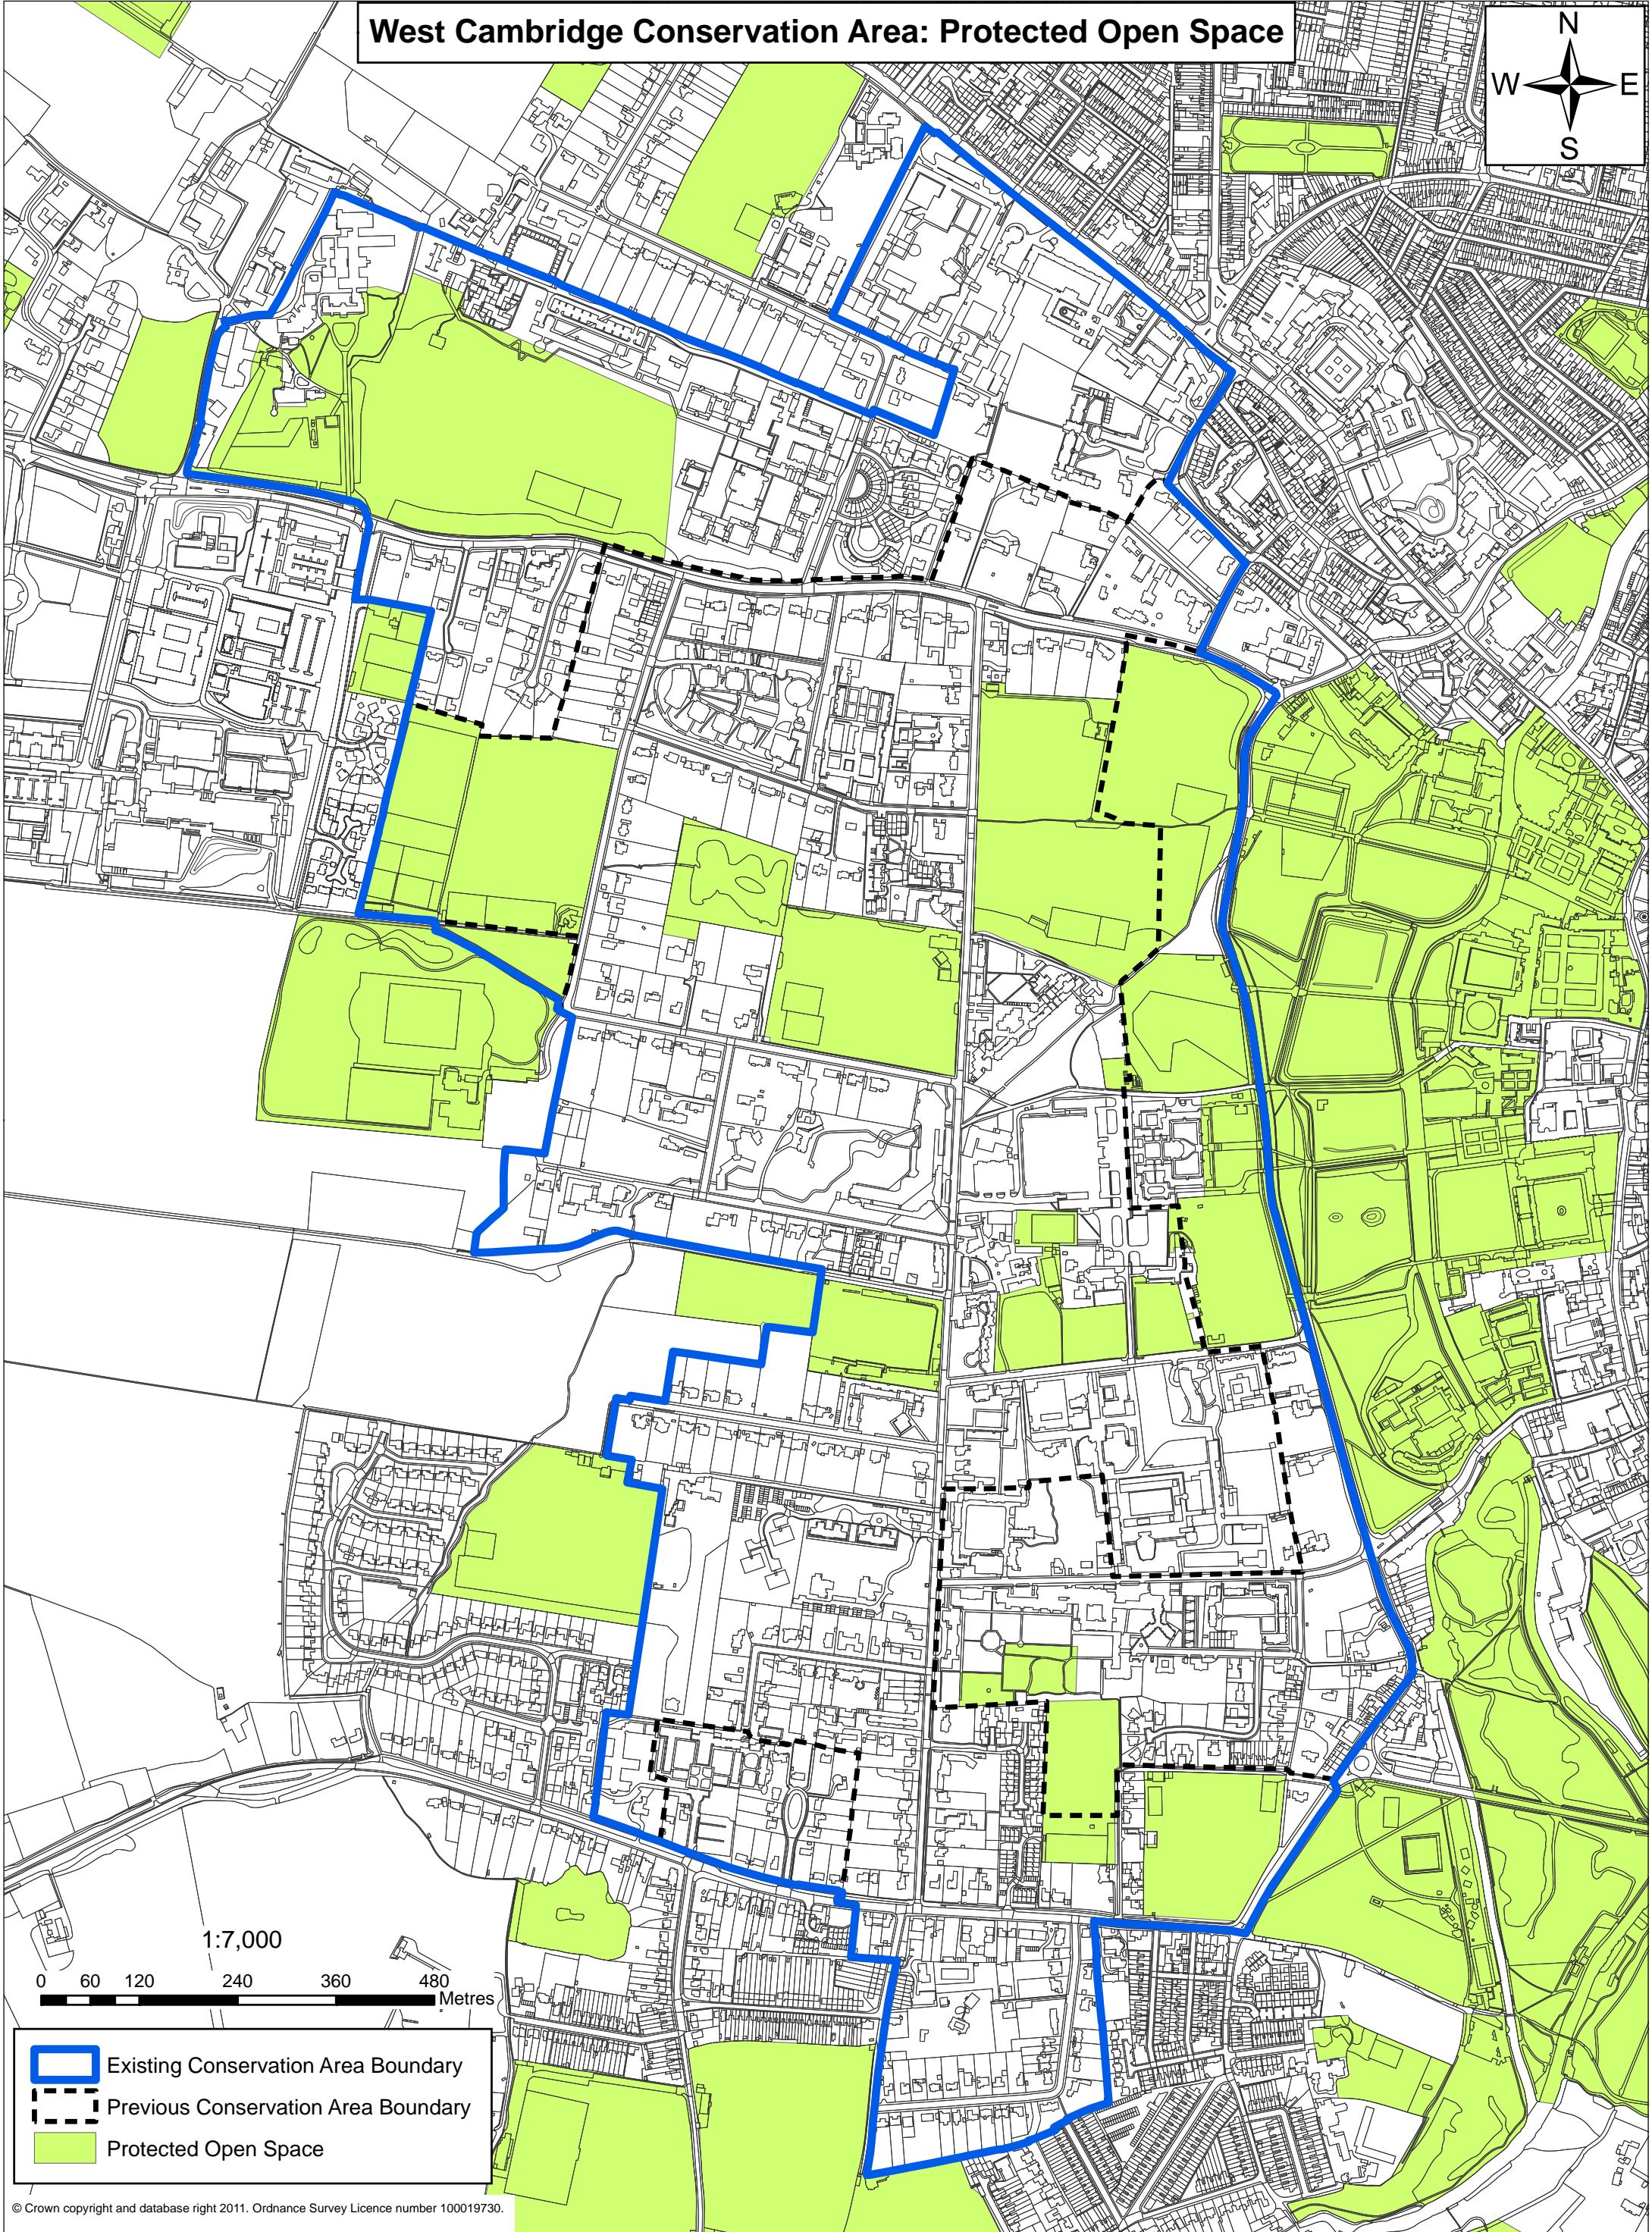 West Cambridge Conservation Area: Protected Open Space
N
W E
S
1:7,000
0 60 120 240 360 480
Metres
Existing Conservation Area Boundary
Previous Conservation Area Boundary
Protected Open Space
© Crown copyright and database right 2011. Ordnance Survey Licence number 100019730.